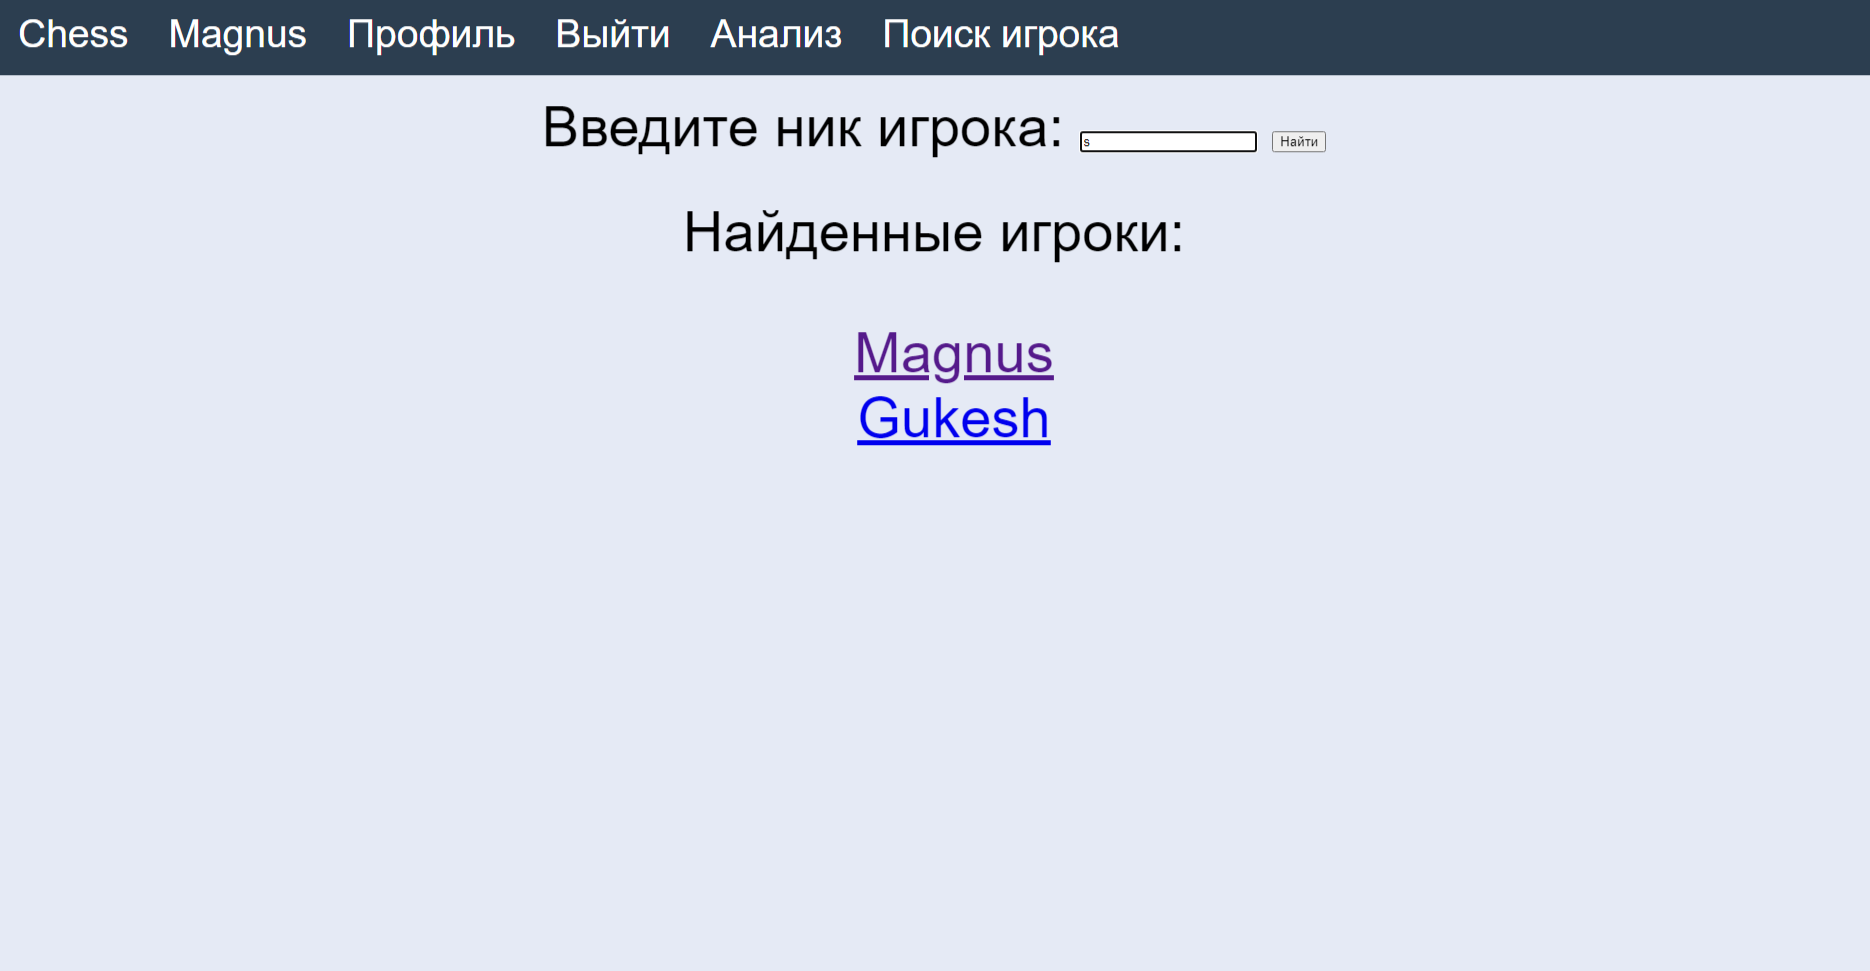 Chess Magnus Профиль Выйти Анализ Поиск игрока
Введите ник игрока: s Найти
Найденные игроки:
Magnus
Gukesh